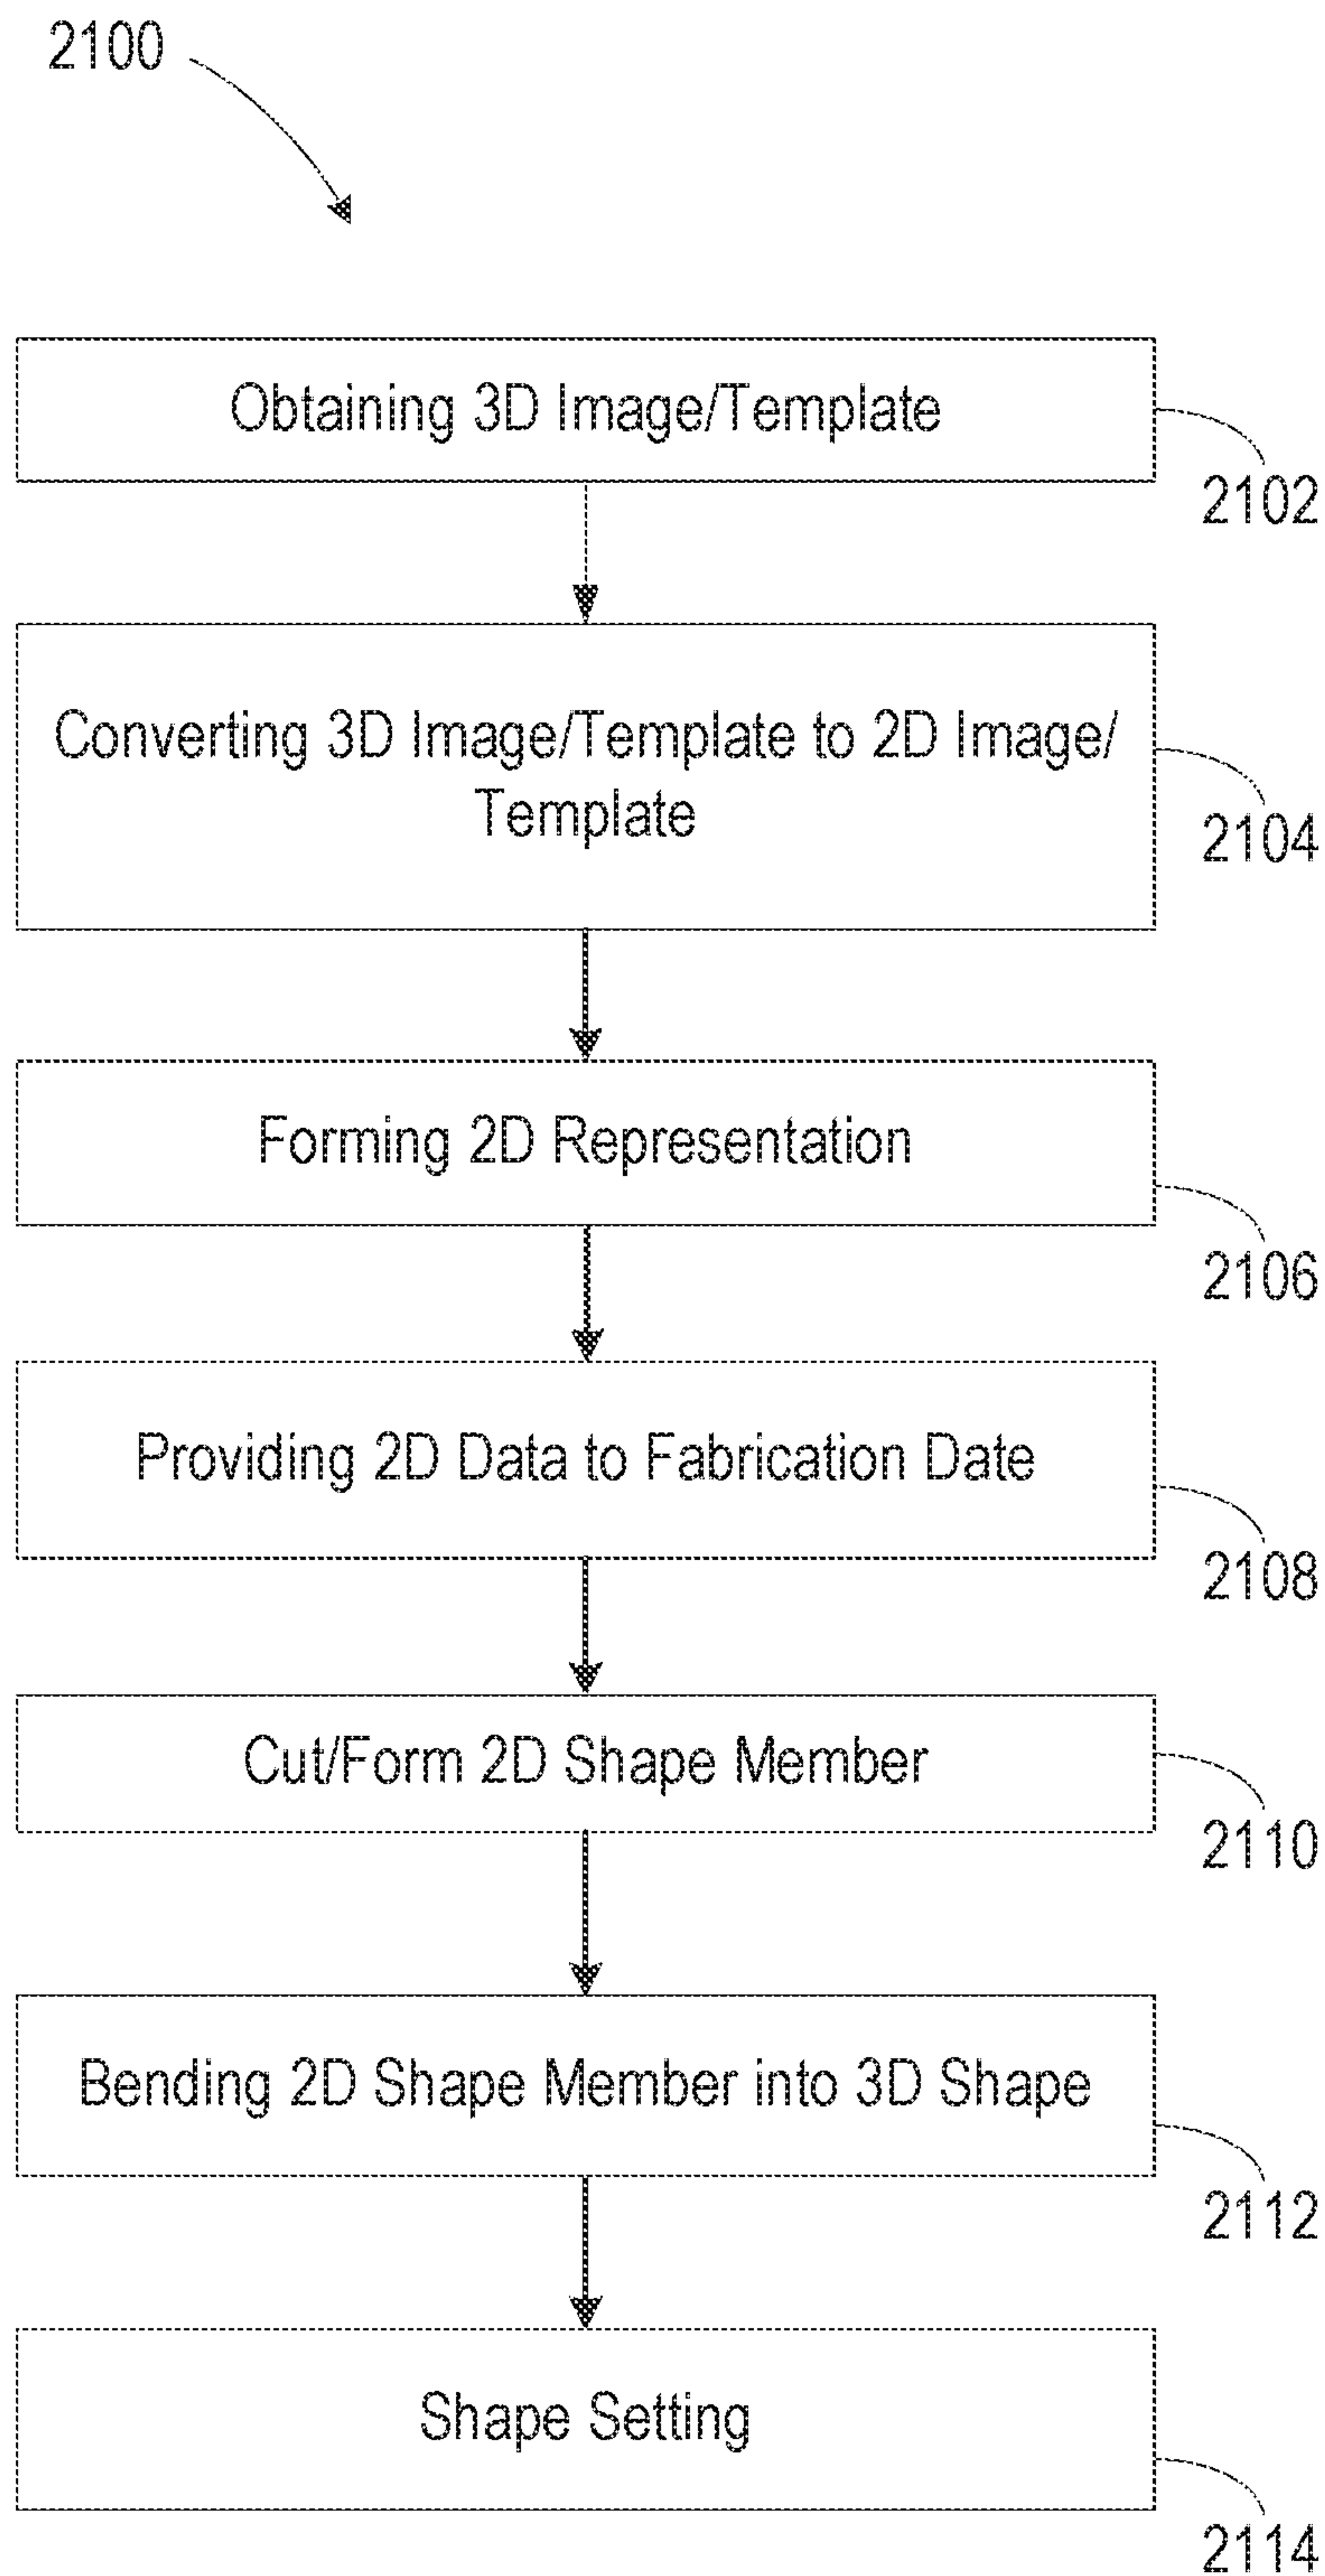 2100
Obtaining 3D Image/Template
2102
Converting 3D Image/Template to 2D Image/
Template
2104
Forming 2D Representation
2106
Providing 2D Data to Fabrication Date
2108
Cut/Form 2D Shape Member
2110
Bending 2D Shape Member into 3D Shape
2112
Shape Setting
2114